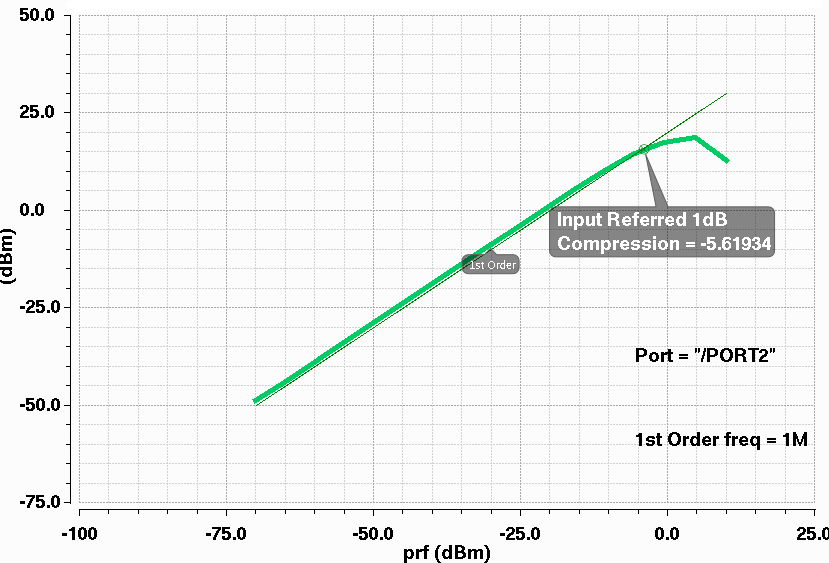 50.0
25.0
0.0
-25.0
-50.0
-75.0
(dBm)
1st Order
Input Referred 1dB
Compression = -5.61934
Port = "/PORT2"
1st Order freq = 1M
-100
-75.0
-50.0
-25.0
0.0
25.0
prf (dBm)